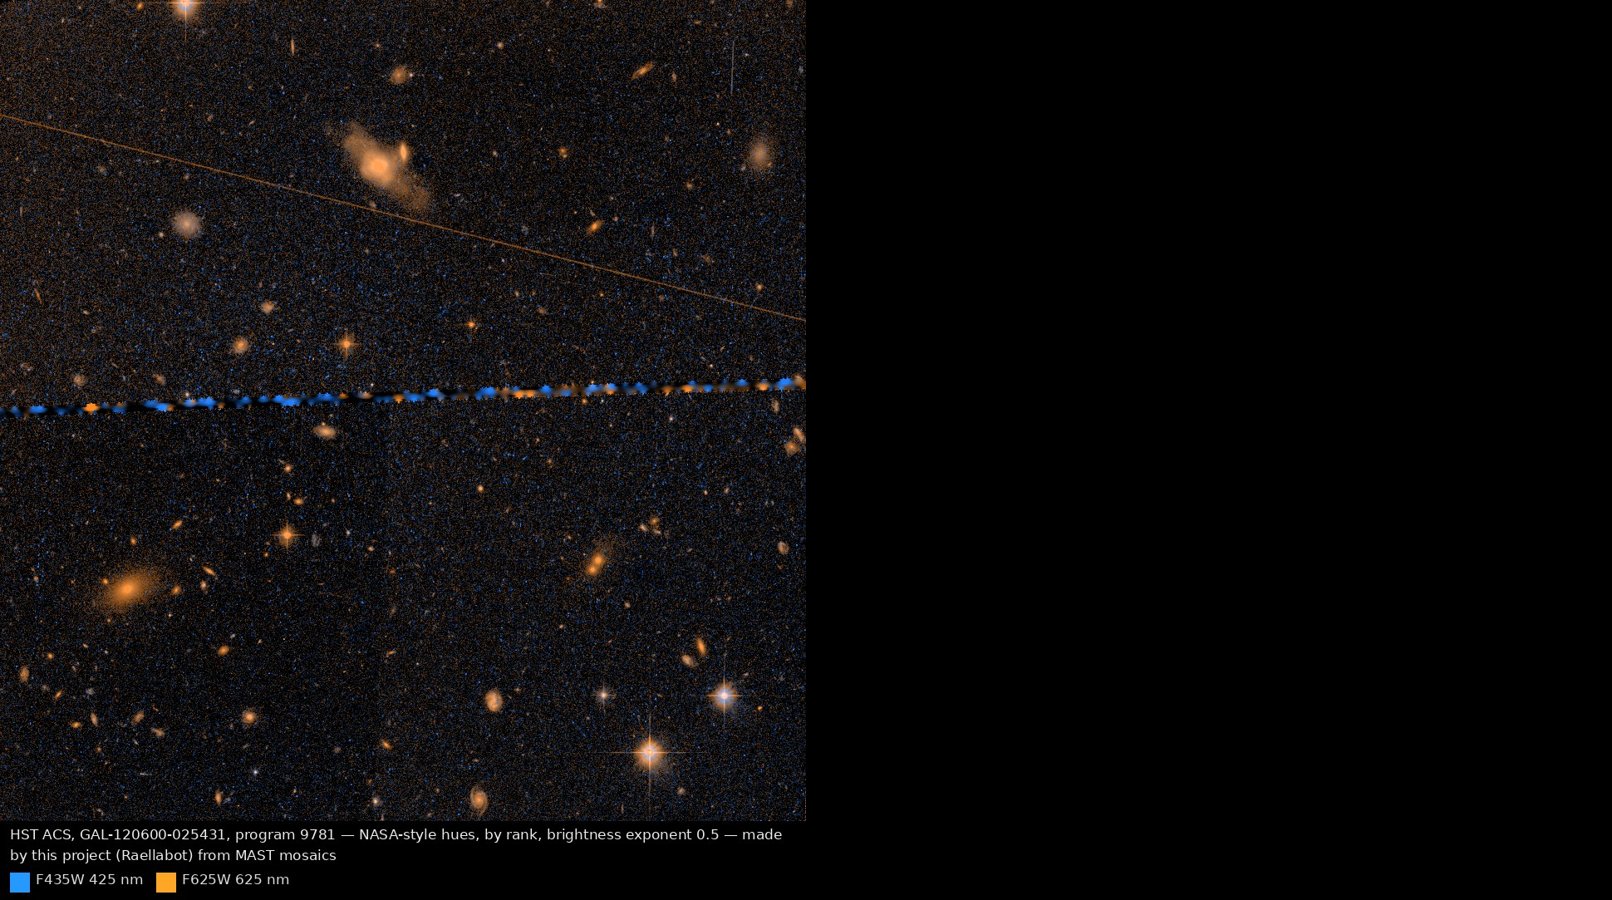 HST ACS, GAL-120600-025431, program 9781 — NASA-style hues, by rank, brightness exponent 0.5 — made
by this project (Raellabot) from MAST mosaics
F435W 425 nm F625W 625 nm